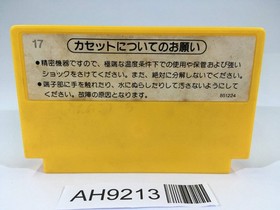 17
カセットについてのお願い
●精密機器ですので、極端な温度条件下での使用や保管および強い
ショックをさけてください。また、絶対に分解しないでください。
●端子部に手を触れたり、水にぬらしたりして汚さないようにして
ください。故障の原因となります。
851224
AH9213